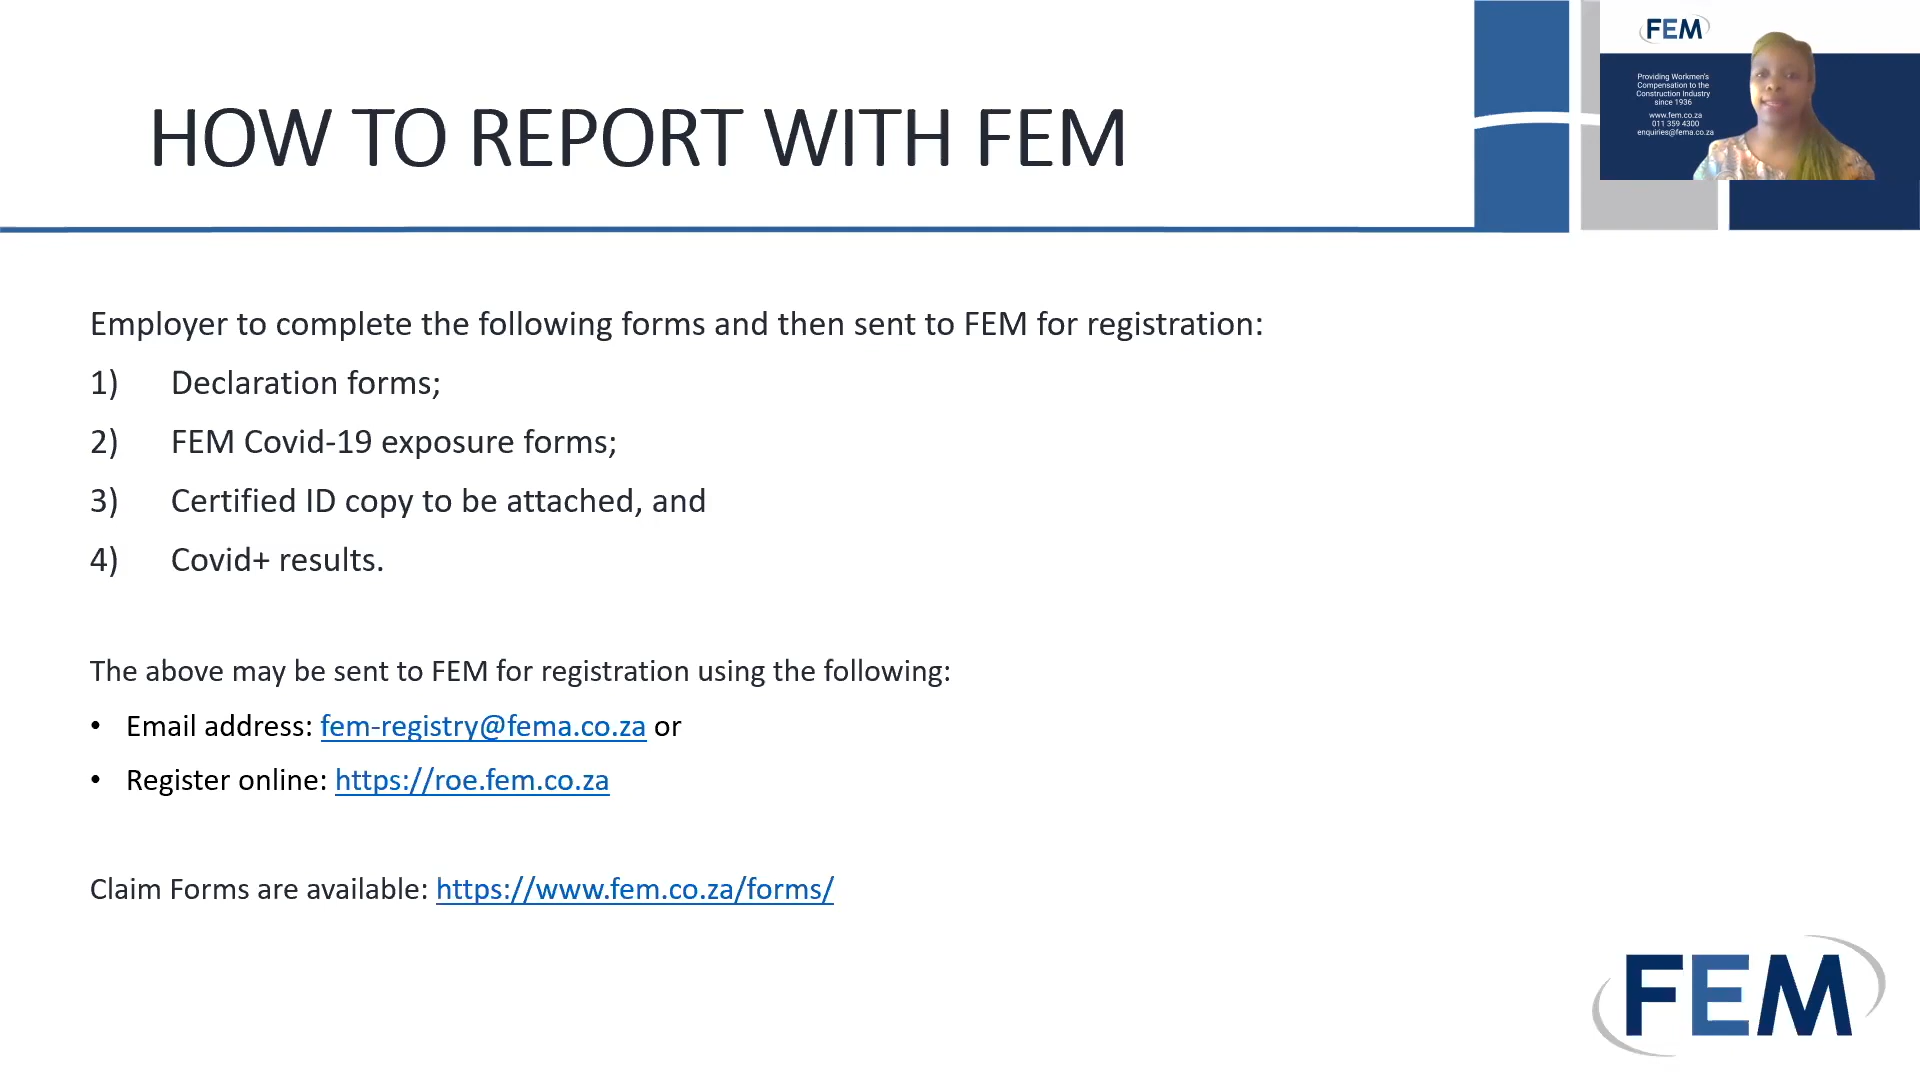 HOW TO REPORT WITH FEM
FEM
Providing Workmen's
Compensation to the
Construction Industry
since 1936
www.fem.co.za
011 359 4300
enquiries@fema.co.za
Employer to complete the following forms and then sent to FEM for registration:
1) Declaration forms;
2) FEM Covid-19 exposure forms;
3) Certified ID copy to be attached, and
4) Covid+ results.
The above may be sent to FEM for registration using the following:
• Email address: fem-registry@fema.co.za or
• Register online: https://roe.fem.co.za
Claim Forms are available: https://www.fem.co.za/forms/
FEM